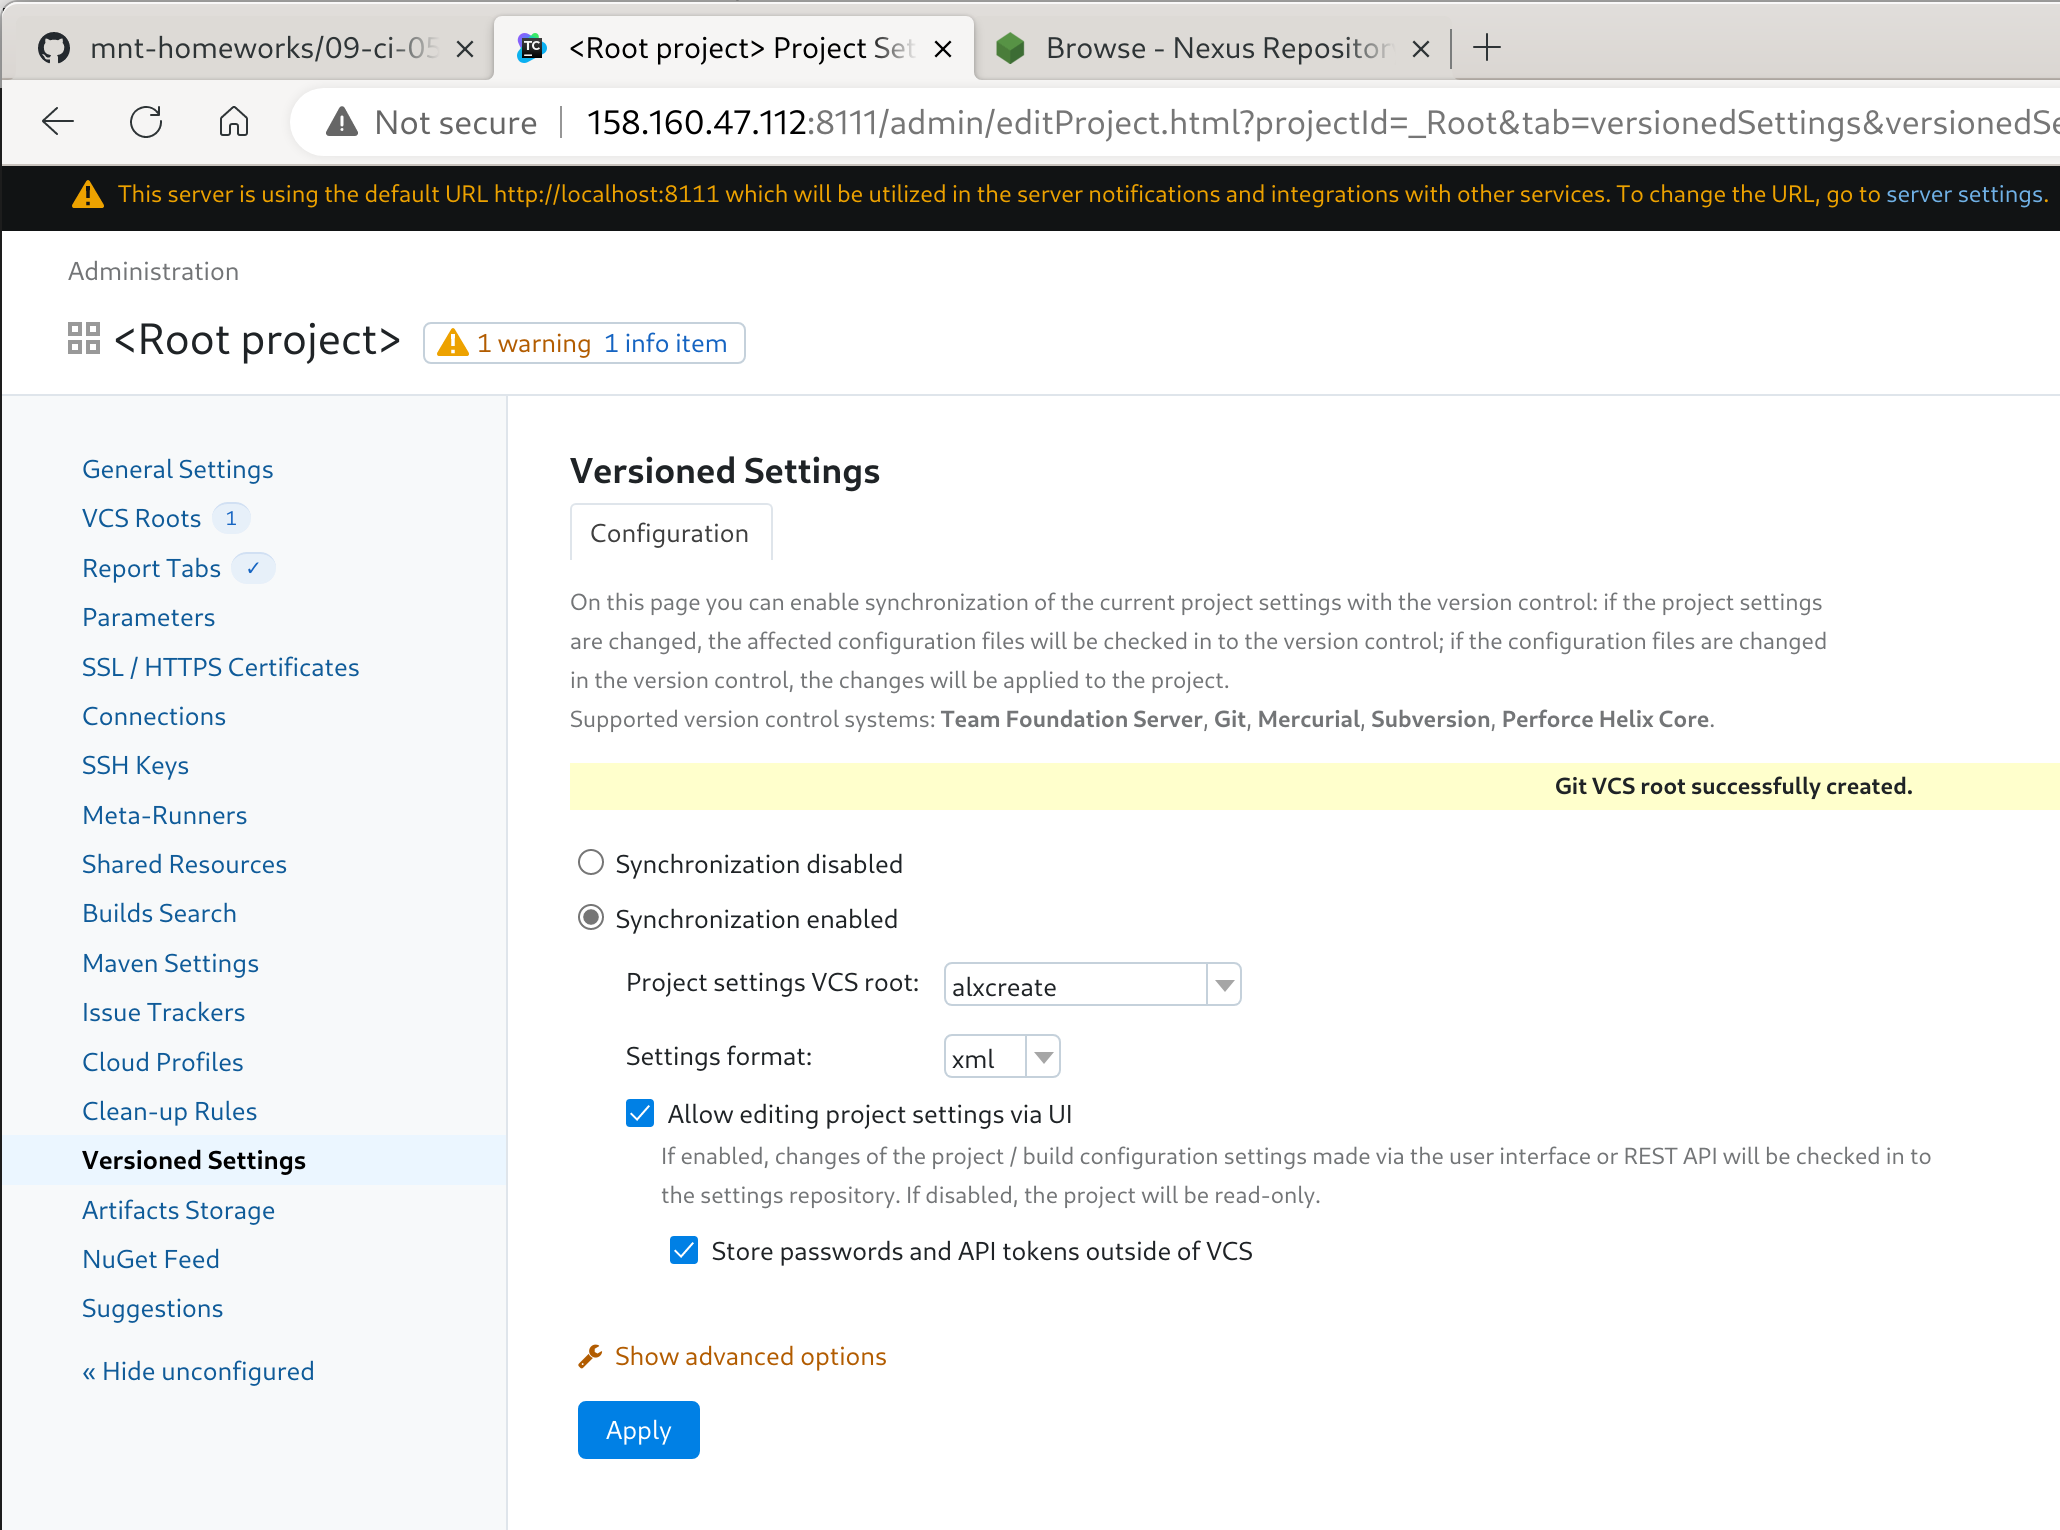 mnt-homeworks/09-ci-05
<Root project> Project Set
Browse - Nexus Repositor
Not secure
158.160.47.112:8111/admin/editProject.html?projectId=_Root&tab=versionedSettings&versionedSe
This server is using the default URL http://localhost:8111 which will be utilized in the server notifications and integrations with other services. To change the URL, go to server settings.
Administration
<Root project>
1 warning 1 info item
General Settings
VCS Roots 1
Report Tabs ✓
Parameters
SSL / HTTPS Certificates
Connections
SSH Keys
Meta-Runners
Shared Resources
Builds Search
Maven Settings
Issue Trackers
Cloud Profiles
Clean-up Rules
Versioned Settings
Artifacts Storage
NuGet Feed
Suggestions
« Hide unconfigured
Versioned Settings
Configuration
On this page you can enable synchronization of the current project settings with the version control: if the project settings
are changed, the affected configuration files will be checked in to the version control; if the configuration files are changed
in the version control, the changes will be applied to the project.
Supported version control systems: Team Foundation Server, Git, Mercurial, Subversion, Perforce Helix Core.
Git VCS root successfully created.
Synchronization disabled
Synchronization enabled
Project settings VCS root: alxcreate
Settings format: xml
Allow editing project settings via UI
If enabled, changes of the project / build configuration settings made via the user interface or REST API will be checked in to
the settings repository. If disabled, the project will be read-only.
Store passwords and API tokens outside of VCS
Show advanced options
Apply